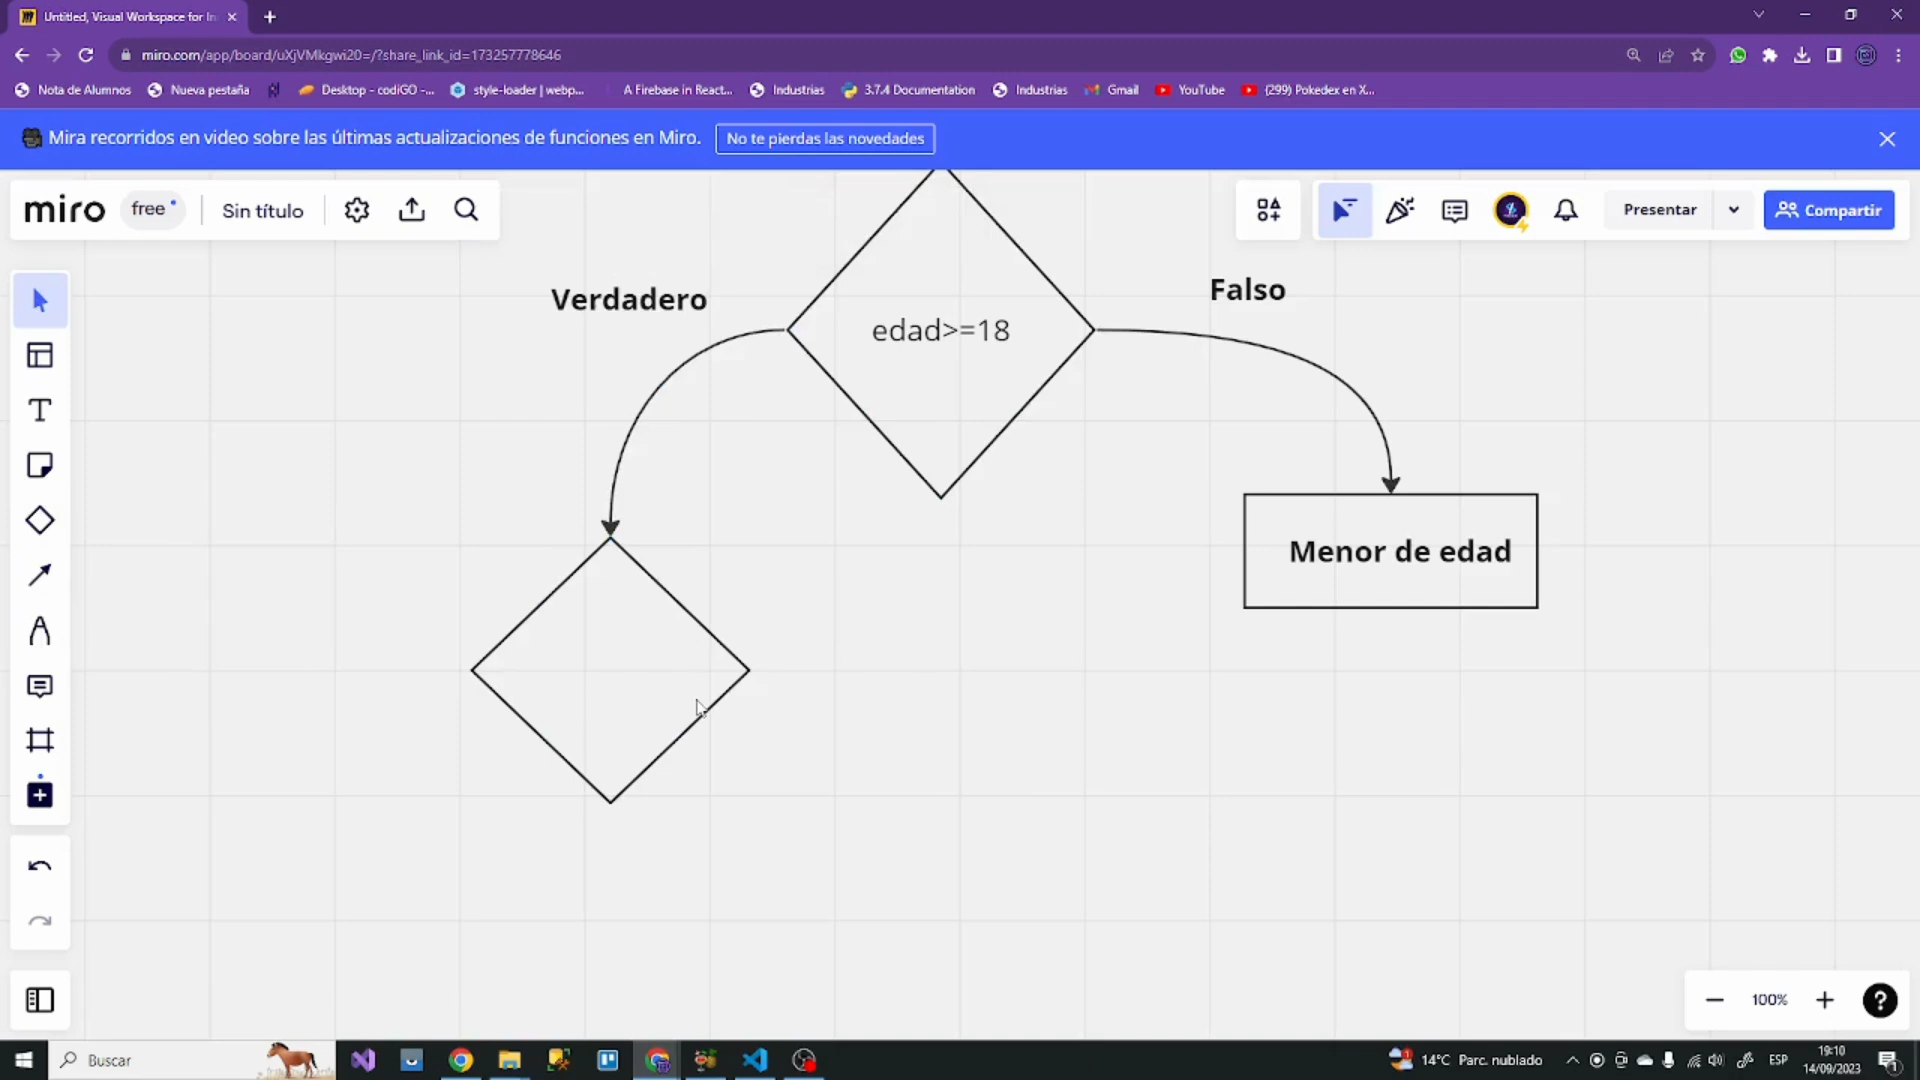 Untitled, Visual Workspace for In
miro.com/app/board/uXjVMkgwi20=/?share_link_id=173257778646
Nota de Alumnos
Nueva pestaña
Desktop - codiGO -...
style-loader | webp...
A Firebase in React...
Industrias
3.7.4 Documentation
Industrias
Gmail
YouTube
(299) Pokedex en X...
Mira recorridos en video sobre las últimas actualizaciones de funciones en Miro.
No te pierdas las novedades
miro
free
Sin título
Presentar
Compartir
Verdadero
Falso
edad>=18
Menor de edad
100%
Buscar
14°C Parc. nublado
ESP
19:10
14/09/2023
1